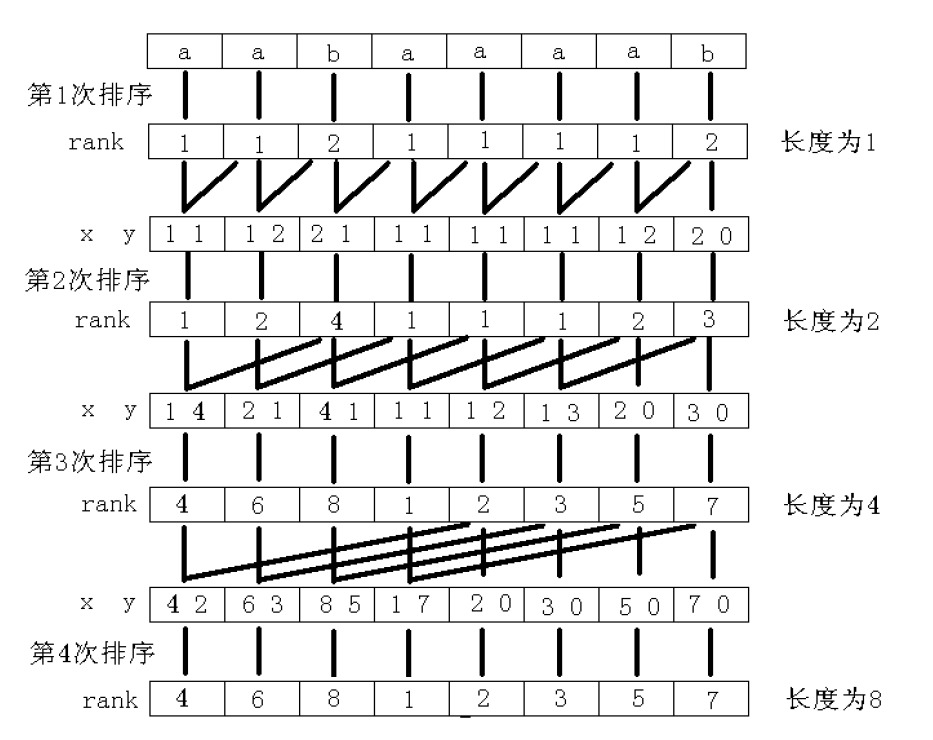 a a b a a a a b
第1次排序
rank 1 1 2 1 1 1 1 2 长度为1
x y 1 1 1 2 2 1 1 1 1 1 1 1 1 2 2 0
第2次排序
rank 1 2 4 1 1 1 2 3 长度为2
x y 1 4 2 1 4 1 1 1 1 2 1 3 2 0 3 0
第3次排序
rank 4 6 8 1 2 3 5 7 长度为4
x y 4 2 6 3 8 5 1 7 2 0 3 0 5 0 7 0
第4次排序
rank 4 6 8 1 2 3 5 7 长度为8